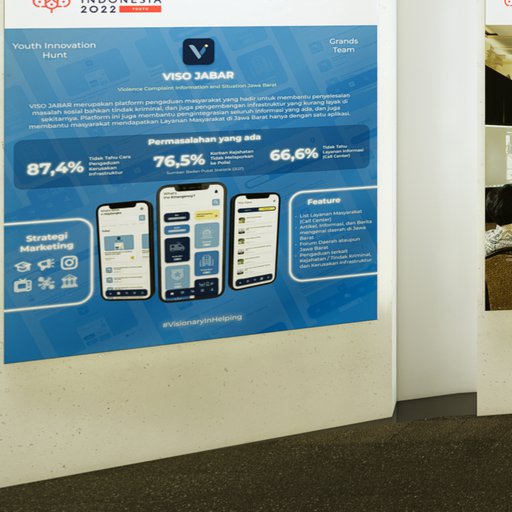 INDONESIA
2022
Youth Innovation
Hunt
Grands
Team
VISO JABAR
Violence Complaint Information and Situation Jawa Barat
VISO JABAR merupakan platform pengaduan masyarakat yang hadir untuk membantu penyelesaian
masalah sosial bahkan tindak kriminal, dan juga pengembangan infrastruktur yang kurang layak di
sekitarnya. Platform ini juga membantu pengintegrasian seluruh informasi yang ada, dan juga
membantu masyarakat mendapatkan Layanan Masyarakat di Jawa Barat hanya dengan satu aplikasi.
Permasalahan yang ada
87,4%
Tidak Tahu Cara
Pengaduan
Kerusakan
Infrastruktur
76,5%
Korban Kejahatan
Tidak Melaporkan
ke Polisi
66,6%
Tidak Tahu
Layanan Informasi
(Call Center)
Sumber: Badan Pusat Statistik
Strategi
Marketing
What's
the Emergency?
Feature
- List Layanan Masyarakat
(Call Center)
- Artikel, Informasi, dan Berita
mengenai daerah di Jawa
Barat
- Forum Daerah ataupun
Jawa Barat
- Pengaduan terkait
Kejahatan / Tindak Kriminal,
dan Kerusakan Infrastruktur
#VisionaryInHelping